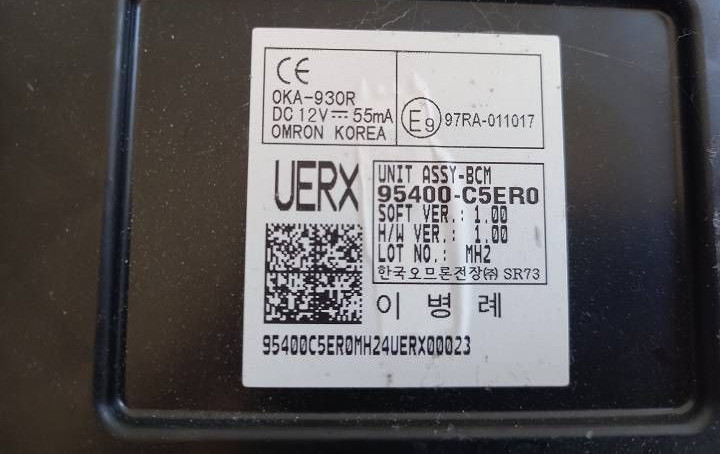 CE
OKA-930R
DC 12V⎓55mA
OMRON KOREA
E9 97RA-011017
UERX
UNIT ASSY-BCM
95400-C5ER0
SOFT VER.: 1.00
H/W VER.: 1.00
LOT NO.: MH2
한국오므론전장㈜ SR73
이 병 례
95400C5ER0MH24UERX00023